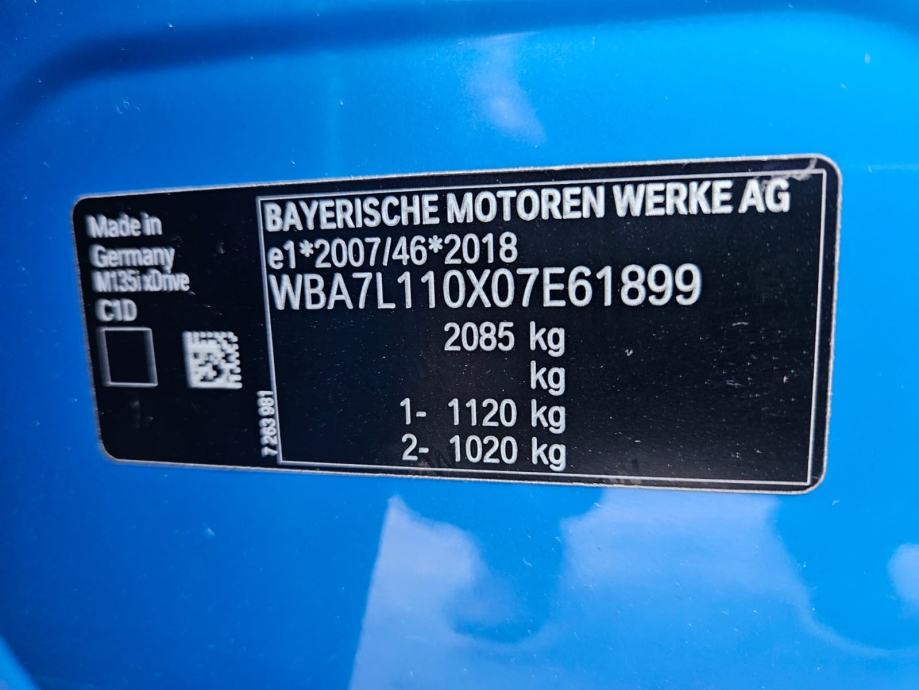 Made in
Germany
M135i xDrive
C1D
7 263 981
BAYERISCHE MOTOREN WERKE AG
e1*2007/46*2018
WBA7L110X07E61899
2085 kg
kg
1- 1120 kg
2- 1020 kg